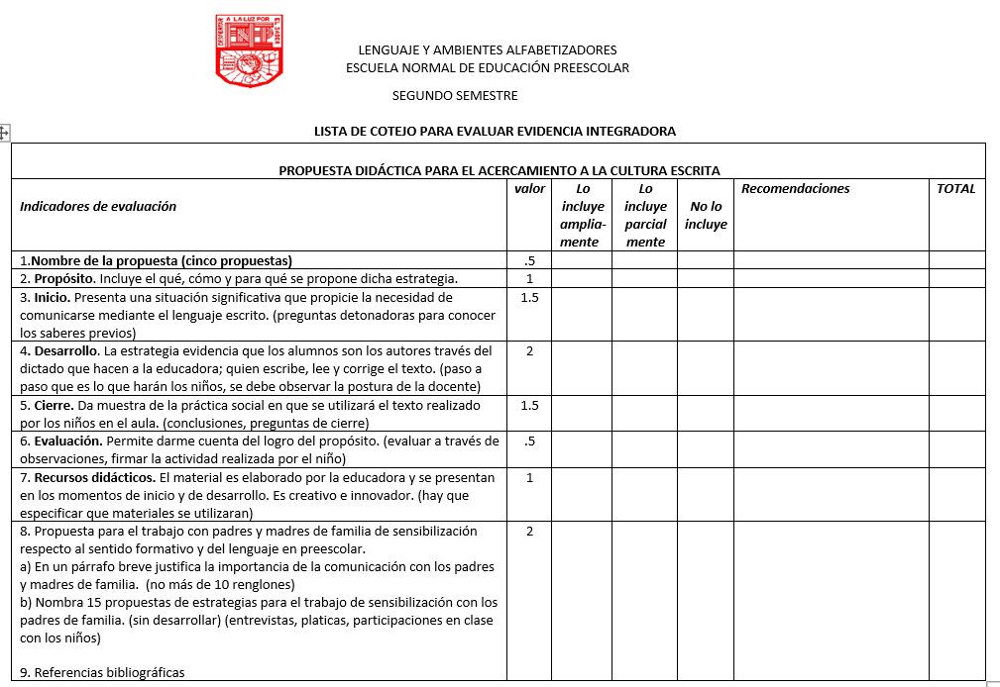 A LA LUZ POR
DESPERTAR
EL SABER
ENEP
LENGUAJE Y AMBIENTES ALFABETIZADORES
ESCUELA NORMAL DE EDUCACIÓN PREESCOLAR
SEGUNDO SEMESTRE
LISTA DE COTEJO PARA EVALUAR EVIDENCIA INTEGRADORA
PROPUESTA DIDÁCTICA PARA EL ACERCAMIENTO A LA CULTURA ESCRITA
Indicadores de evaluación
valor
Lo
incluye
amplia-
mente
Lo
incluye
parcial
mente
No lo
incluye
Recomendaciones
TOTAL
1.Nombre de la propuesta (cinco propuestas)
.5
2. Propósito. Incluye el qué, cómo y para qué se propone dicha estrategia.
1
3. Inicio. Presenta una situación significativa que propicie la necesidad de
comunicarse mediante el lenguaje escrito. (preguntas detonadoras para conocer
los saberes previos)
1.5
4. Desarrollo. La estrategia evidencia que los alumnos son los autores través del
dictado que hacen a la educadora; quien escribe, lee y corrige el texto. (paso a
paso que es lo que harán los niños, se debe observar la postura de la docente)
2
5. Cierre. Da muestra de la práctica social en que se utilizará el texto realizado
por los niños en el aula. (conclusiones, preguntas de cierre)
1.5
6. Evaluación. Permite darme cuenta del logro del propósito. (evaluar a través de
observaciones, firmar la actividad realizada por el niño)
.5
7. Recursos didácticos. El material es elaborado por la educadora y se presentan
en los momentos de inicio y de desarrollo. Es creativo e innovador. (hay que
especificar que materiales se utilizaran)
1
8. Propuesta para el trabajo con padres y madres de familia de sensibilización
respecto al sentido formativo y del lenguaje en preescolar.
a) En un párrafo breve justifica la importancia de la comunicación con los padres
y madres de familia. (no más de 10 renglones)
b) Nombra 15 propuestas de estrategias para el trabajo de sensibilización con los
padres de familia. (sin desarrollar) (entrevistas, platicas, participaciones en clase
con los niños)
2
9. Referencias bibliográficas